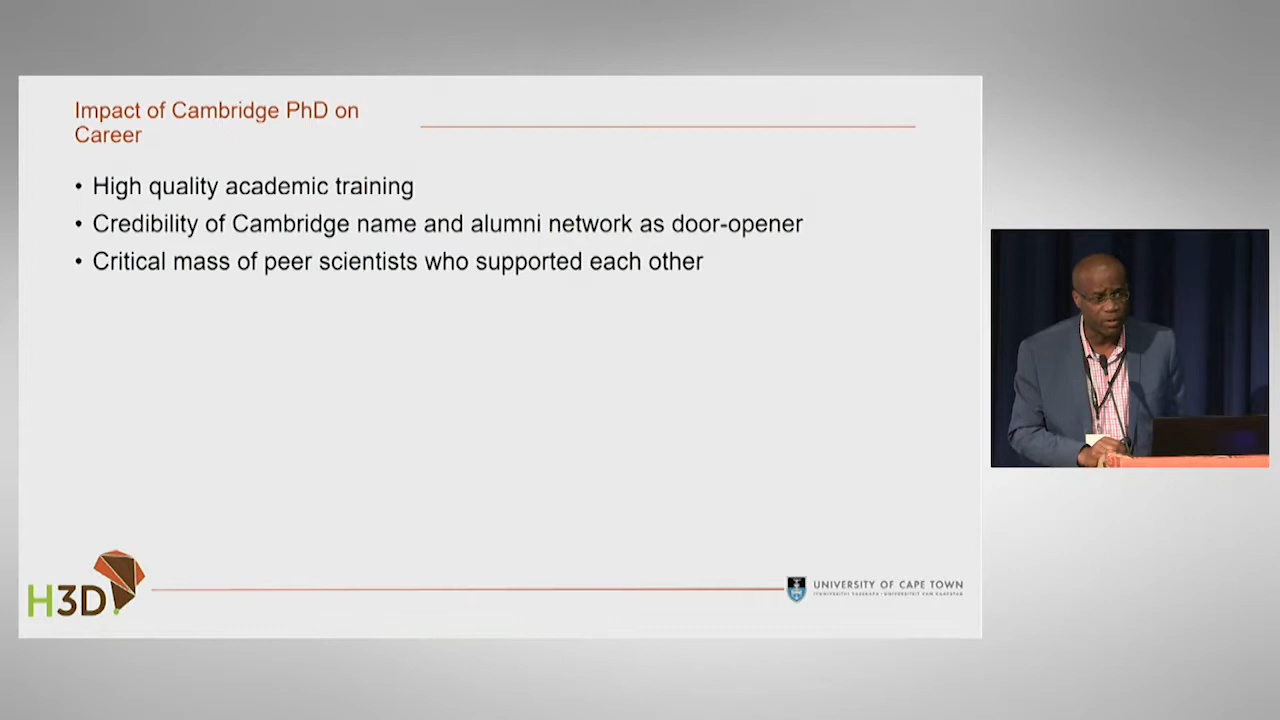 Impact of Cambridge PhD on
Career
• High quality academic training
• Credibility of Cambridge name and alumni network as door-opener
• Critical mass of peer scientists who supported each other
H3D
UNIVERSITY OF CAPE TOWN